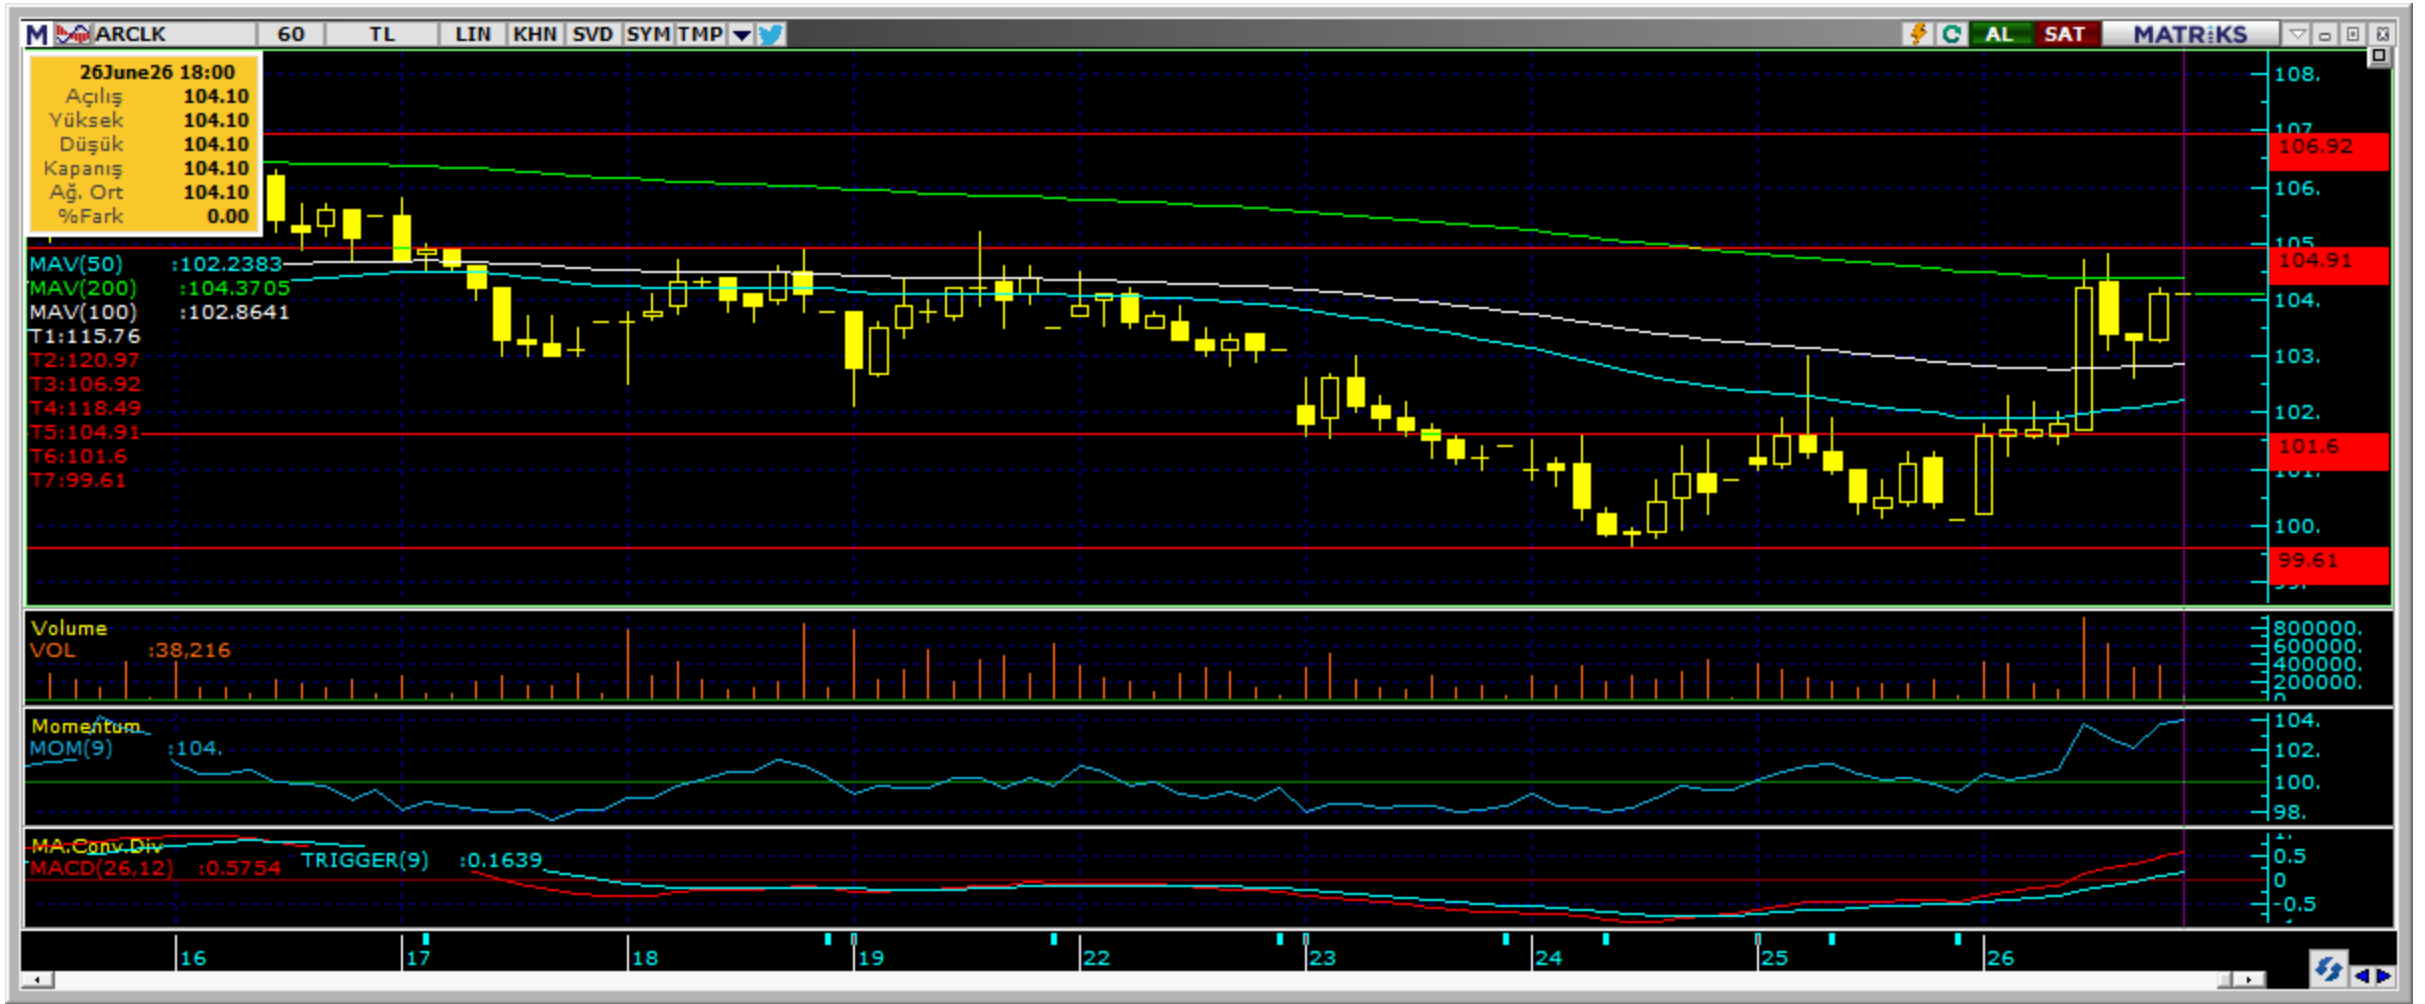 M ARCLK 60 TL LIN KHN SVD SYM TMP AL SAT MATRiKS
26June26 18:00
Açılış 104.10
Yüksek 104.10
Düşük 104.10
Kapanış 104.10
Ağ. Ort 104.10
%Fark 0.00
MAV(50) :102.2383
MAV(200) :104.3705
MAV(100) :102.8641
T1:115.76
T2:120.97
T3:106.92
T4:118.49
T5:104.91
T6:101.6
T7:99.61
108.
107.
106.92
106.
105.
104.91
104.
103.
102.
101.6
101.
100.
99.61
99.
Volume
VOL :38,216
800000.
600000.
400000.
200000.
0
Momentum
MOM(9) :104.
104.
102.
100.
98.
MA.Conv.Div
MACD(26,12) :0.5754 TRIGGER(9) :0.1639
0.5
0
-0.5
16 17 18 19 22 23 24 25 26